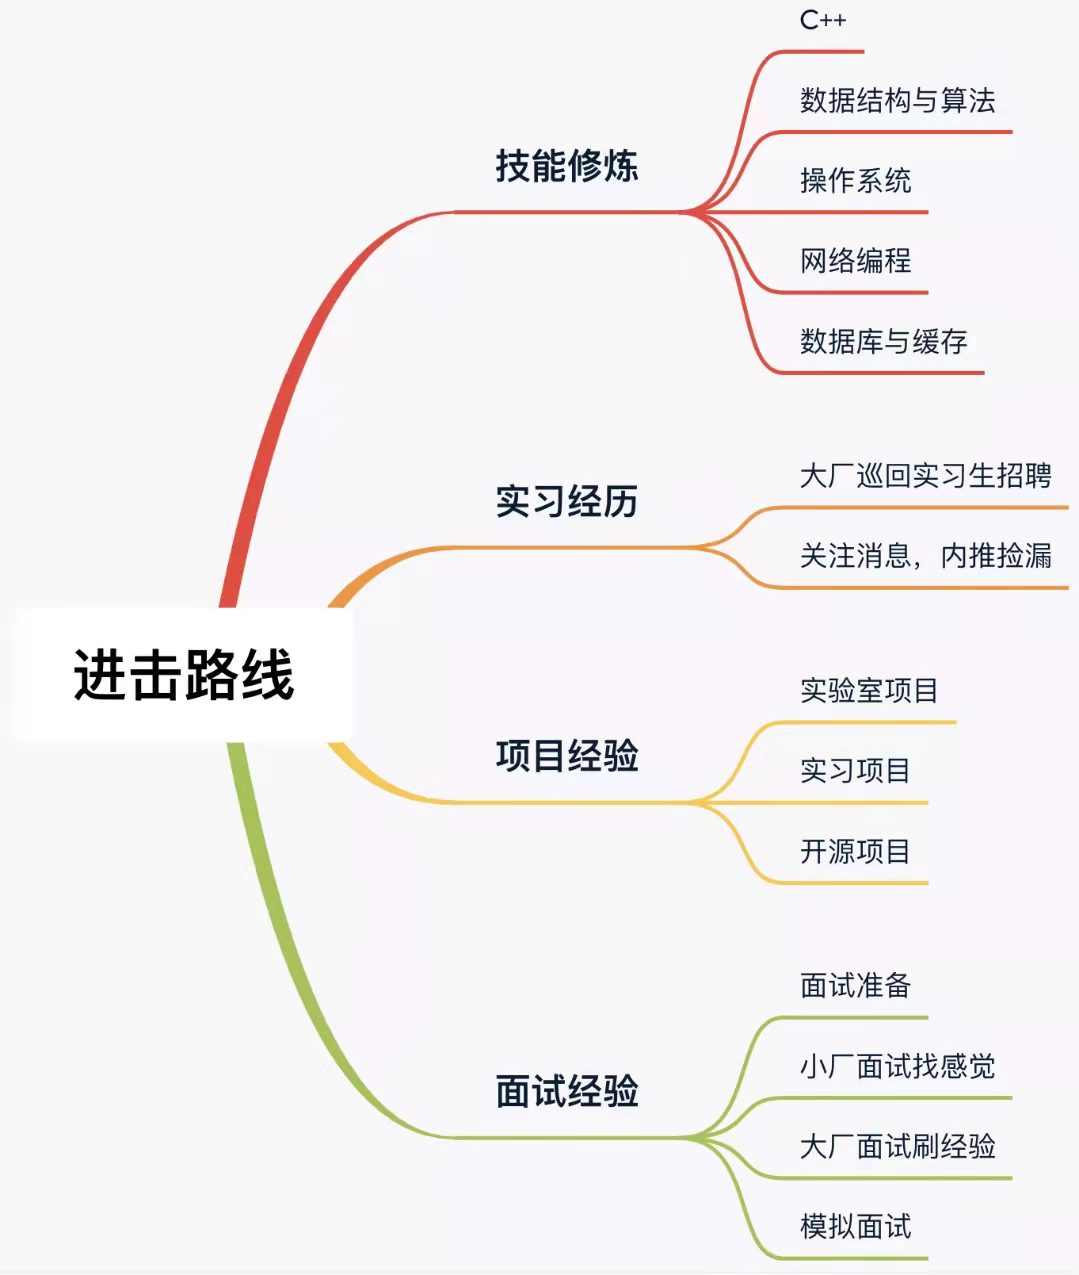 进击路线
技能修炼
C++
数据结构与算法
操作系统
网络编程
数据库与缓存
实习经历
大厂巡回实习生招聘
关注消息，内推捡漏
项目经验
实验室项目
实习项目
开源项目
面试经验
面试准备
小厂面试找感觉
大厂面试刷经验
模拟面试